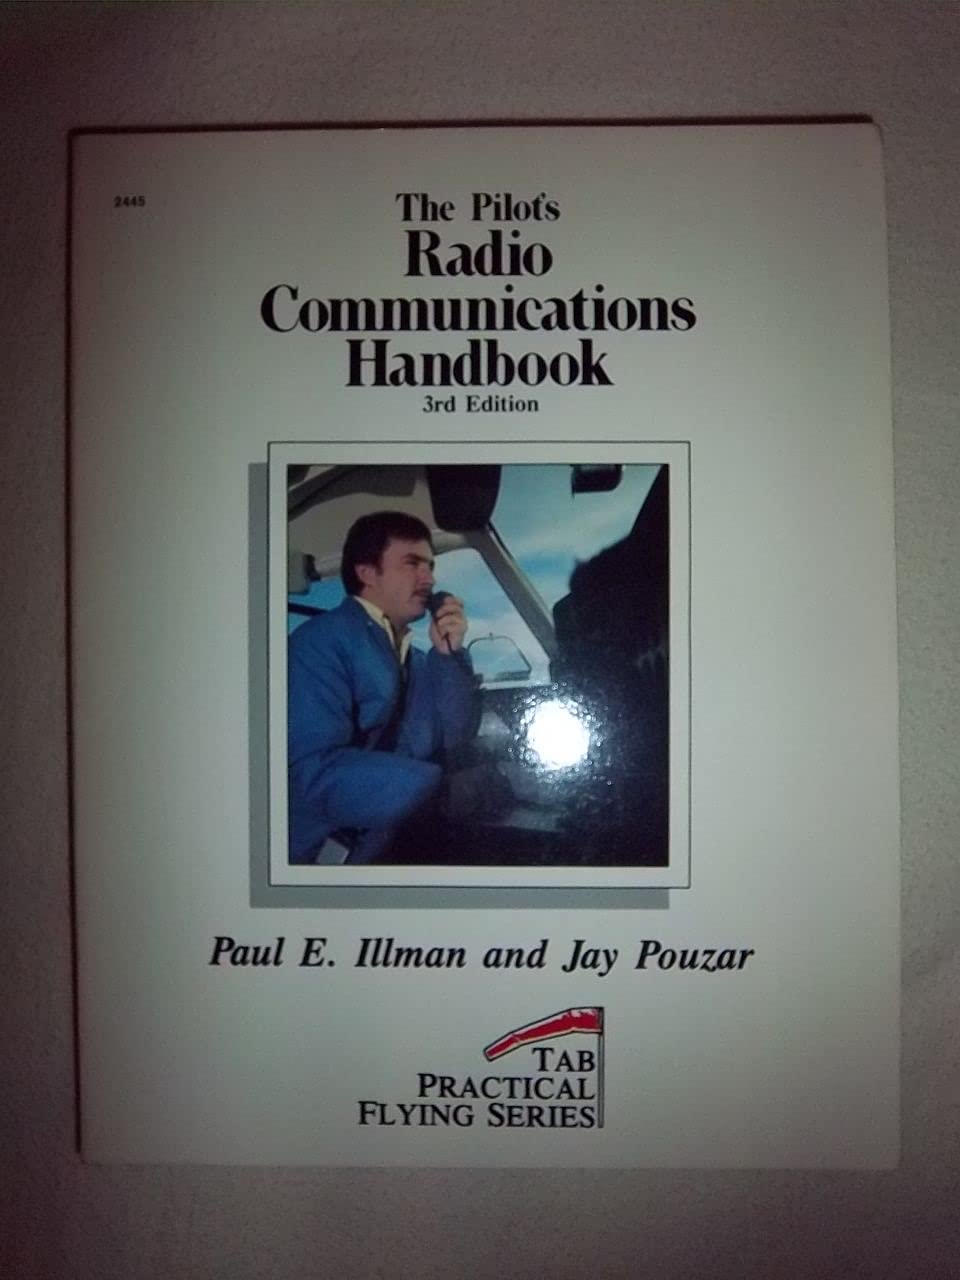 2445
The Pilot's
Radio
Communications
Handbook
3rd Edition
Paul E. Illman and Jay Pouzar
TAB
PRACTICAL
FLYING SERIES